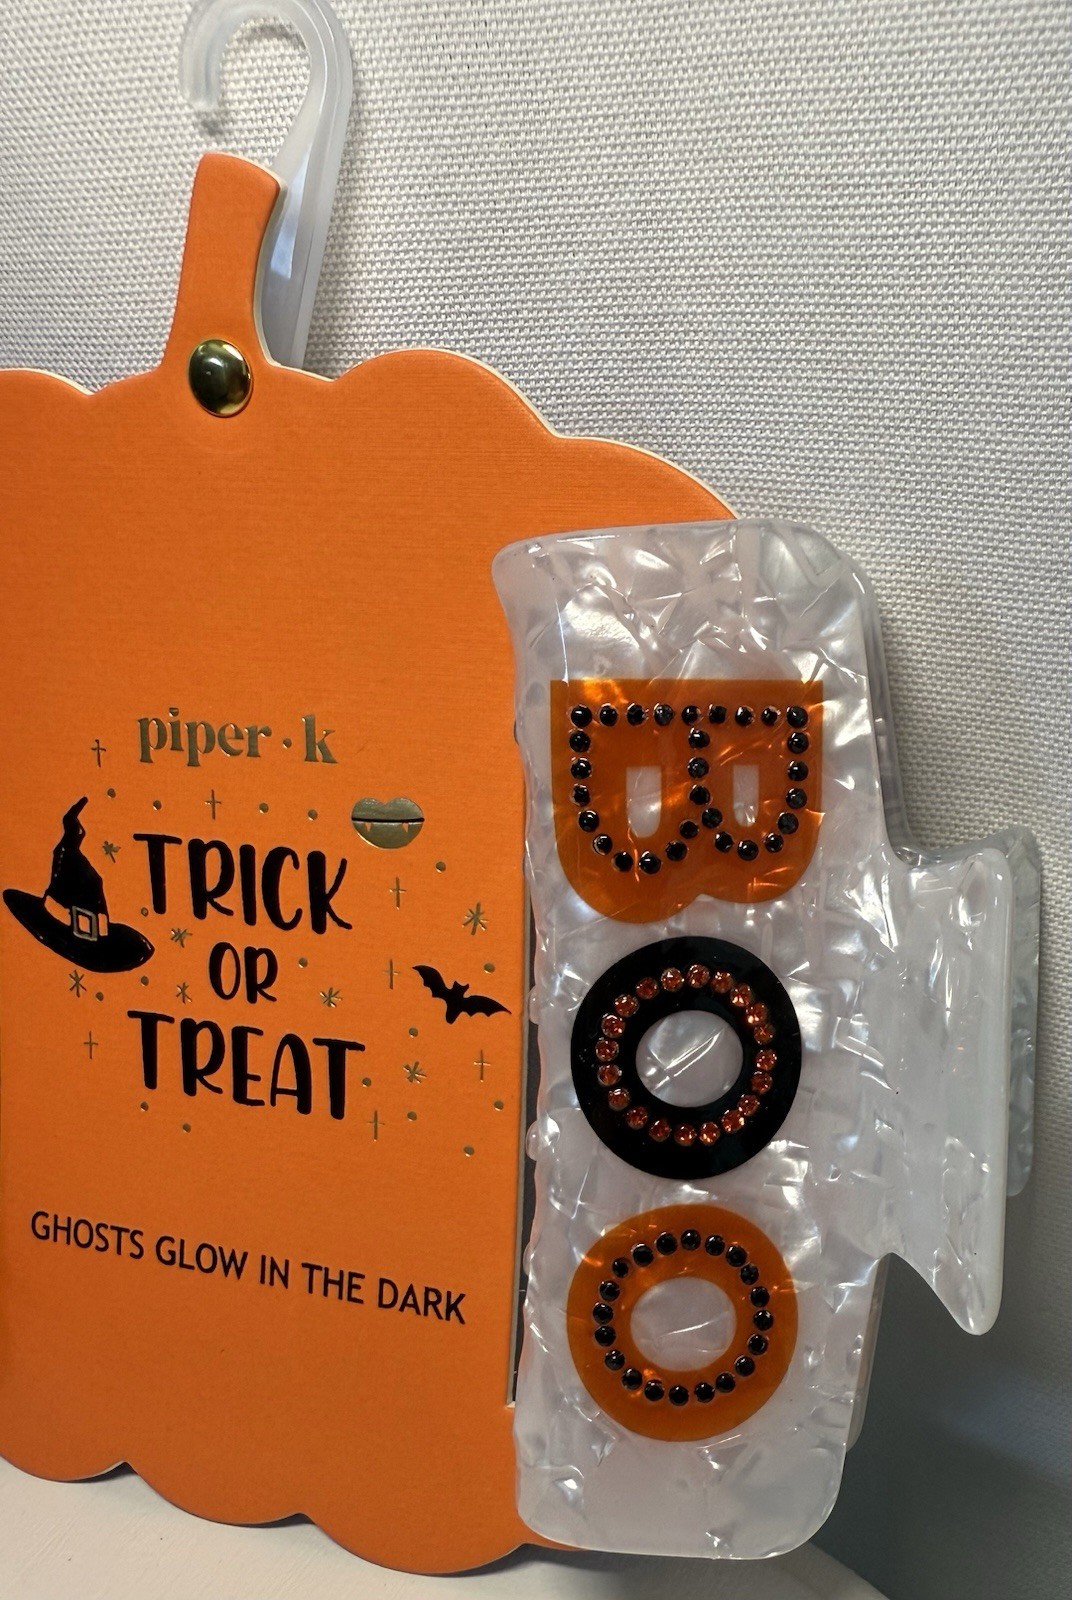 piper·k
TRICK
OR
TREAT
GHOSTS GLOW IN THE DARK
BOO